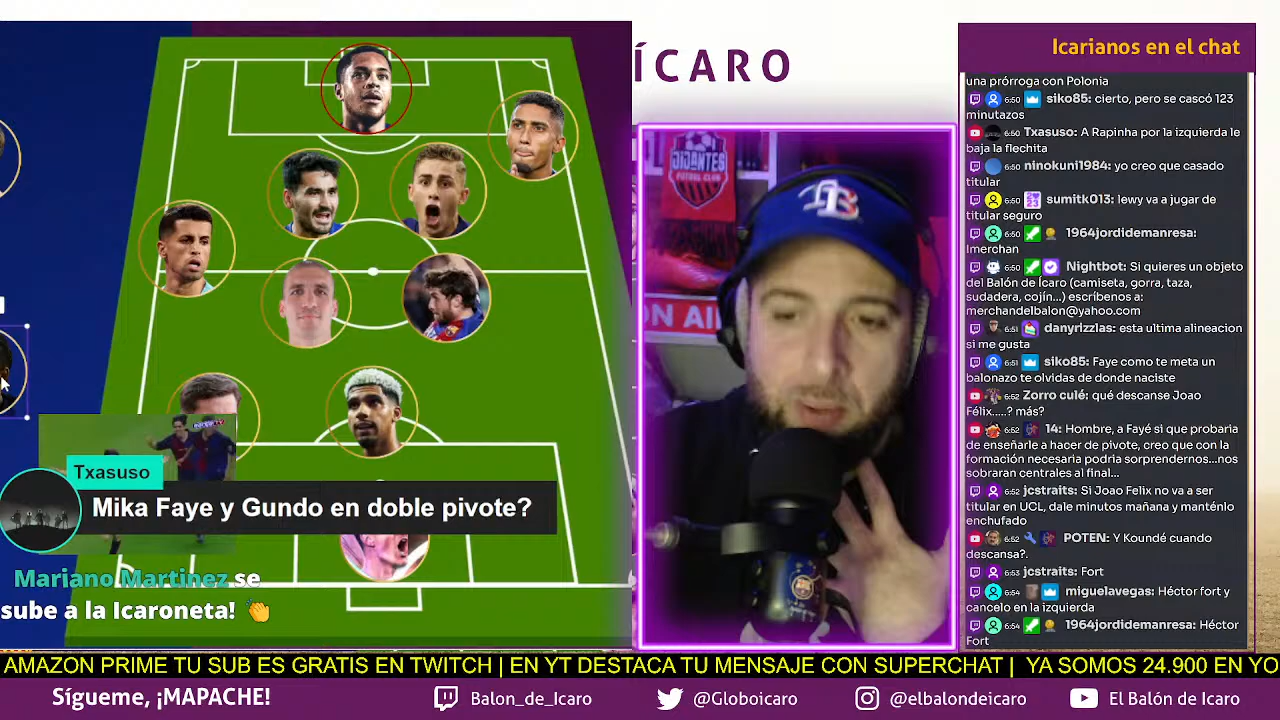 ÍCARO
Icarianos en el chat
una prórroga con Polonia
6:50 siko85: cierto, pero se cascó 123
minutazos
6:50 Txasuso: A Rapinha por la izquierda le
baja la flechita
6:50 ninokuni1984: yo creo que casado
titular
6:50 sumitk013: Inry va a jugar de
titular seguro
6:50 1964jordidemanresa:
!merchan
6:50 Nightbot: Si quieres un objeto
del Balón de Ícaro (camiseta, gorra, taza,
sudadera, cojín...) escríbenos a:
merchandelbalon@yahoo.com
6:51 danyrizzlas: esta ultima alineacion
si me gusta
6:51 siko85: Faye como te meta un
balonazo te olvidas de donde naciste
6:52 Zorro culé: qué descanse Joao
Félix.....? más?
6:52 14: Hombre, a Fayé si que probaria
de enseñarle a hacer de pivote, creo que con la
formación necesaria podria sorprendernos...nos
sobraran centrales al final...
6:52 jcstraits: Si Joao Felix no va a ser
titular en UCL, dale minutos mañana y manténlo
enchufado
6:52 POTEN: Y Koundé cuando
descansa?.
6:53 jcstraits: Fort
6:54 miguelavegas: Héctor fort y
cancelo en la izquierda
6:54 1964jordidemanresa: Héctor
Fort
GIGANTES
FÚTBOL CLUB
ON AIR
Txasuso
Mika Faye y Gundo en doble pivote?
Mariano Martinez se
sube a la Icaroneta! 👏
AMAZON PRIME TU SUB ES GRATIS EN TWITCH | EN YT DESTACA TU MENSAJE CON SUPERCHAT | YA SOMOS 24.900 EN YO
Sígueme, ¡MAPACHE!
Balon_de_Icaro
@Globoicaro
@elbalondeicaro
El Balón de Icaro